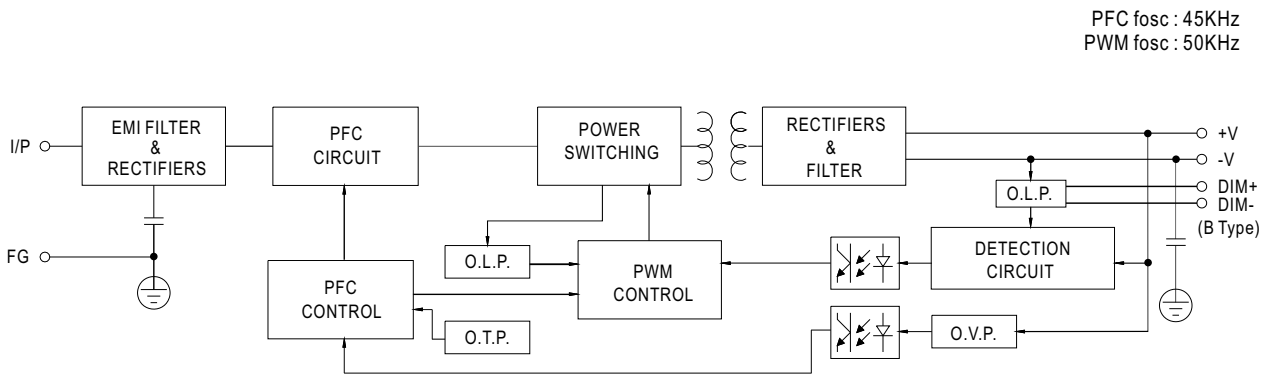 PFC fosc : 45KHz
PWM fosc : 50KHz
I/P
EMI FILTER
&
RECTIFIERS
PFC
CIRCUIT
POWER
SWITCHING
RECTIFIERS
&
FILTER
+V
-V
O.L.P.
DIM+
DIM-
(B Type)
FG
PFC
CONTROL
O.L.P.
O.T.P.
PWM
CONTROL
DETECTION
CIRCUIT
O.V.P.